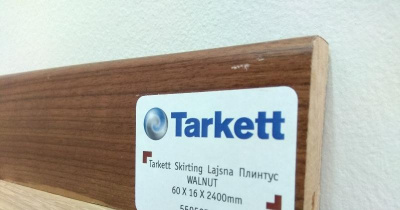 Tarkett
Tarkett Skirting Lajsna Плинтус
WALNUT
60 X 16 X 2400mm